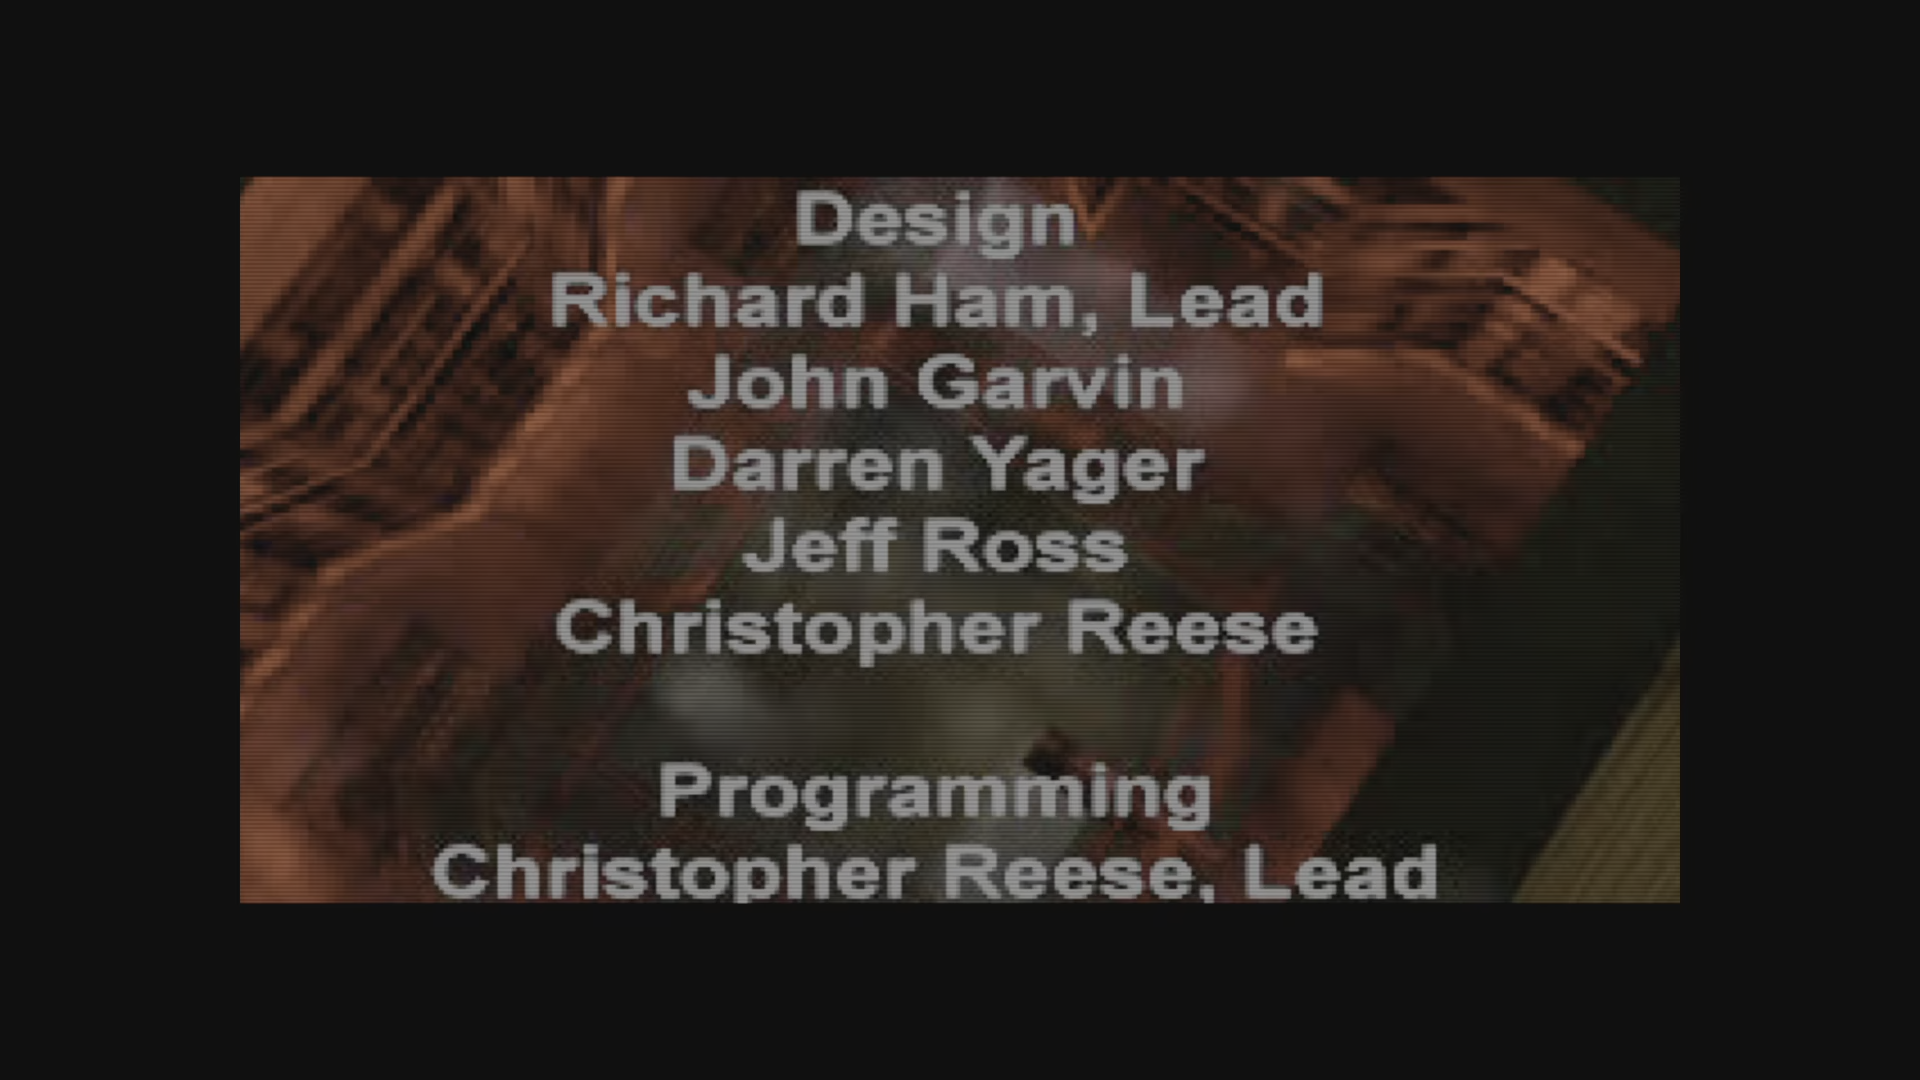 Design
Richard Ham, Lead
John Garvin
Darren Yager
Jeff Ross
Christopher Reese
Programming
Christopher Reese, Lead